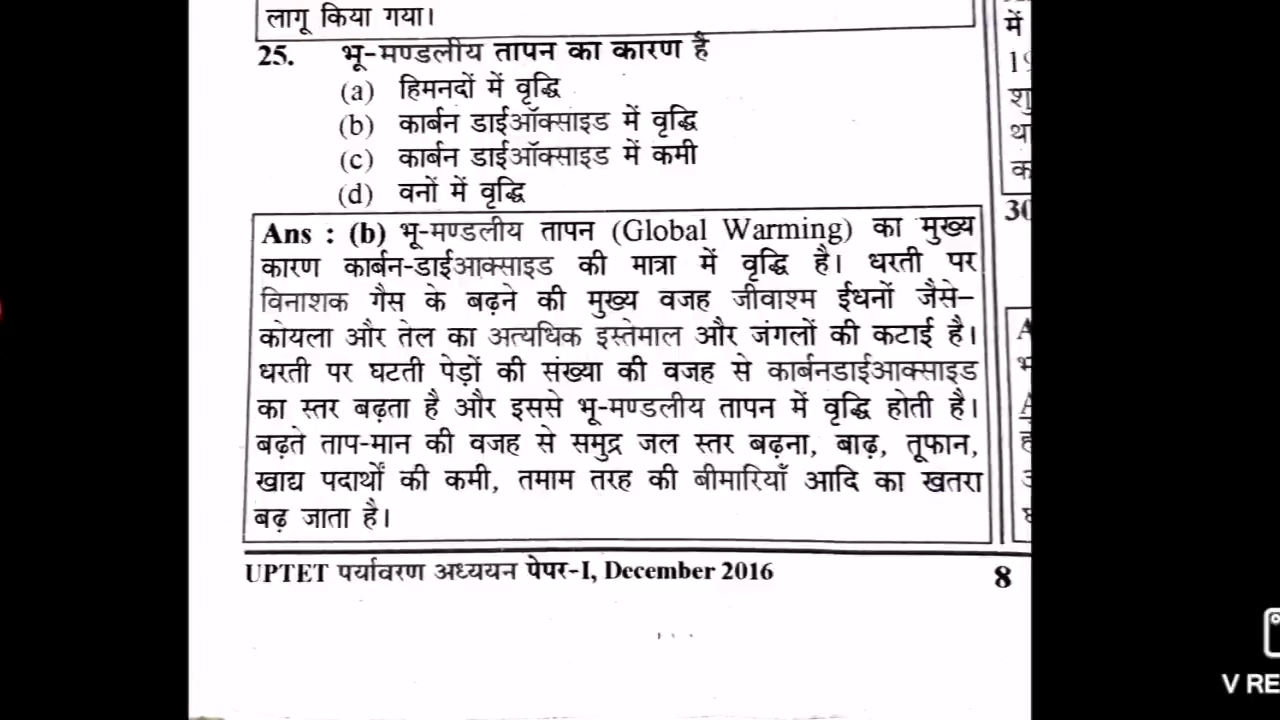 लागू किया गया।
25. भू-मण्डलीय तापन का कारण है
(a) हिमनदों में वृद्धि
(b) कार्बन डाईऑक्साइड में वृद्धि
(c) कार्बन डाईऑक्साइड में कमी
(d) वनों में वृद्धि
Ans : (b) भू-मण्डलीय तापन (Global Warming) का मुख्य
कारण कार्बन-डाईआक्साइड की मात्रा में वृद्धि है। धरती पर
विनाशक गैस के बढ़ने की मुख्य वजह जीवाश्म ईधनों जैसे–
कोयला और तेल का अत्यधिक इस्तेमाल और जंगलों की कटाई है।
धरती पर घटती पेड़ों की संख्या की वजह से कार्बनडाईआक्साइड
का स्तर बढ़ता है और इससे भू-मण्डलीय तापन में वृद्धि होती है।
बढ़ते ताप-मान की वजह से समुद्र जल स्तर बढ़ना, बाढ़, तूफान,
खाद्य पदार्थों की कमी, तमाम तरह की बीमारियाँ आदि का खतरा
बढ़ जाता है।
UPTET पर्यावरण अध्ययन पेपर-I, December 2016
8
में
19
शु
था
क
30
V RE